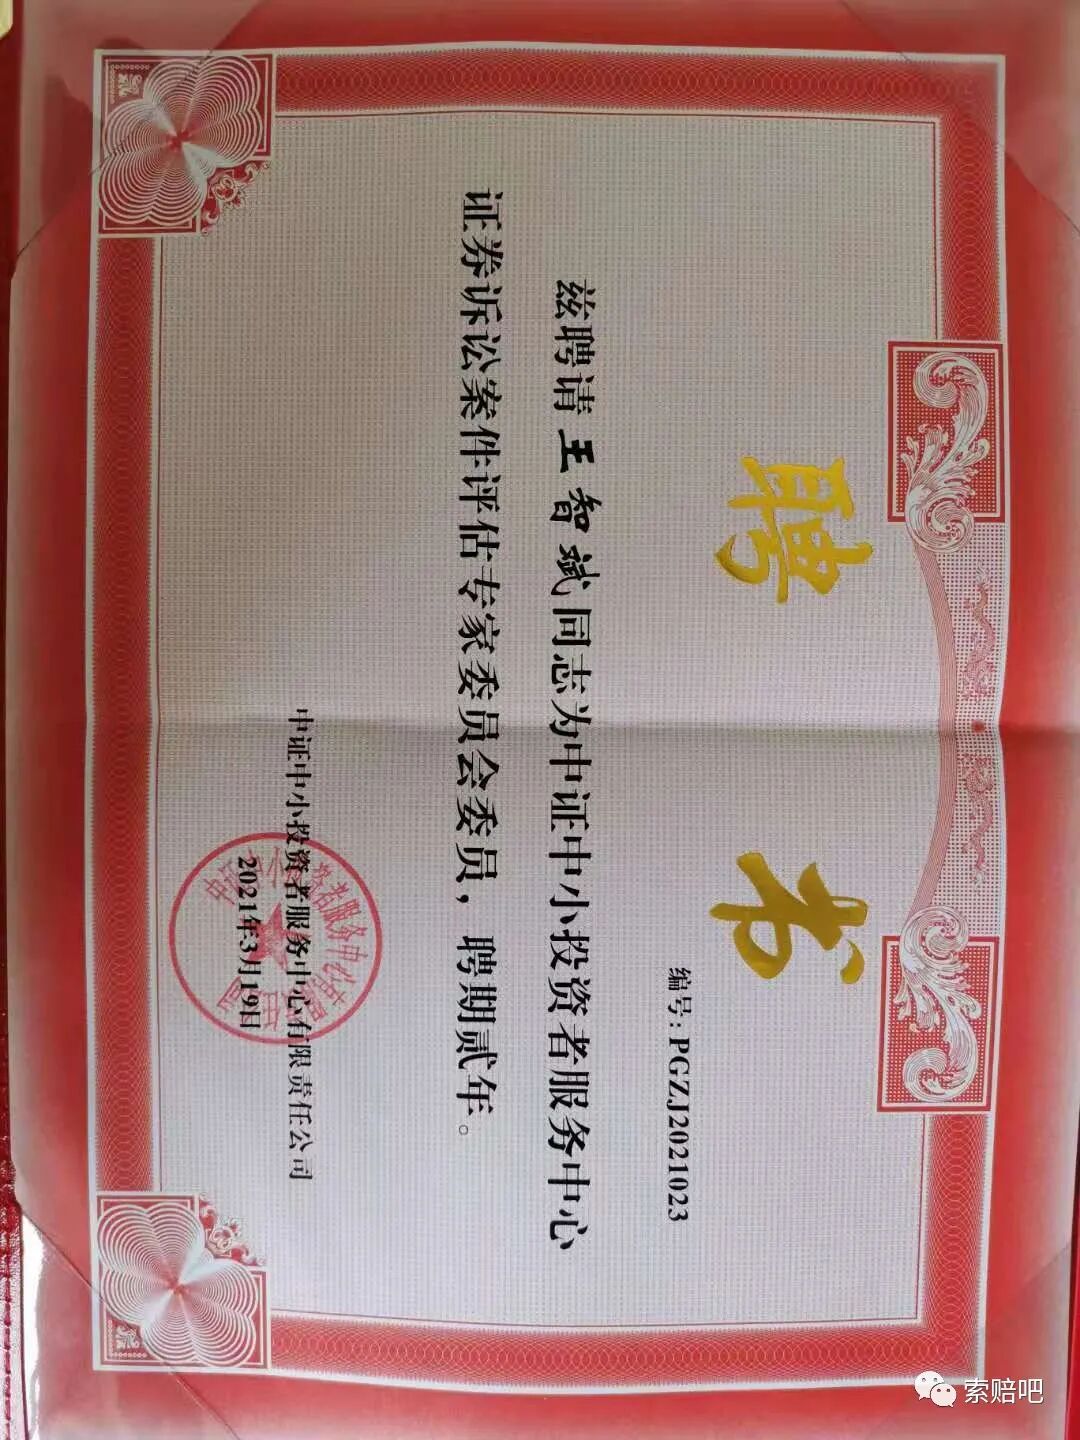 聘书
编号：PGZJ2021023
兹聘请王智斌同志为中证中小投资者服务中心
证券诉讼案件评估专家委员会委员，聘期贰年。
中证中小投资者服务中心有限责任公司
2021年3月19日
索赔吧